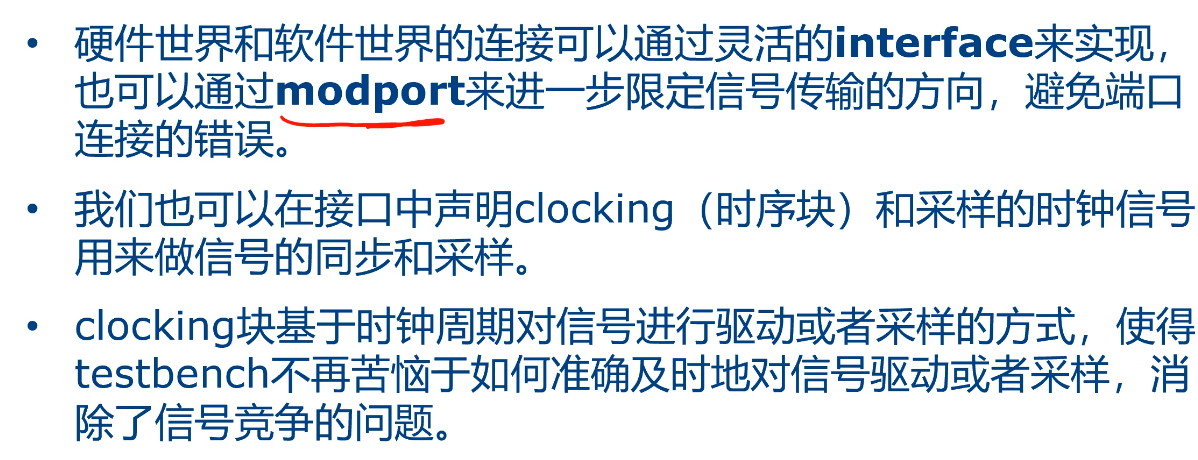 • 硬件世界和软件世界的连接可以通过灵活的interface来实现，
也可以通过modport来进一步限定信号传输的方向，避免端口
连接的错误。
• 我们也可以在接口中声明clocking（时序块）和采样的时钟信号
用来做信号的同步和采样。
• clocking块基于时钟周期对信号进行驱动或者采样的方式，使得
testbench不再苦恼于如何准确及时地对信号驱动或者采样，消
除了信号竞争的问题。